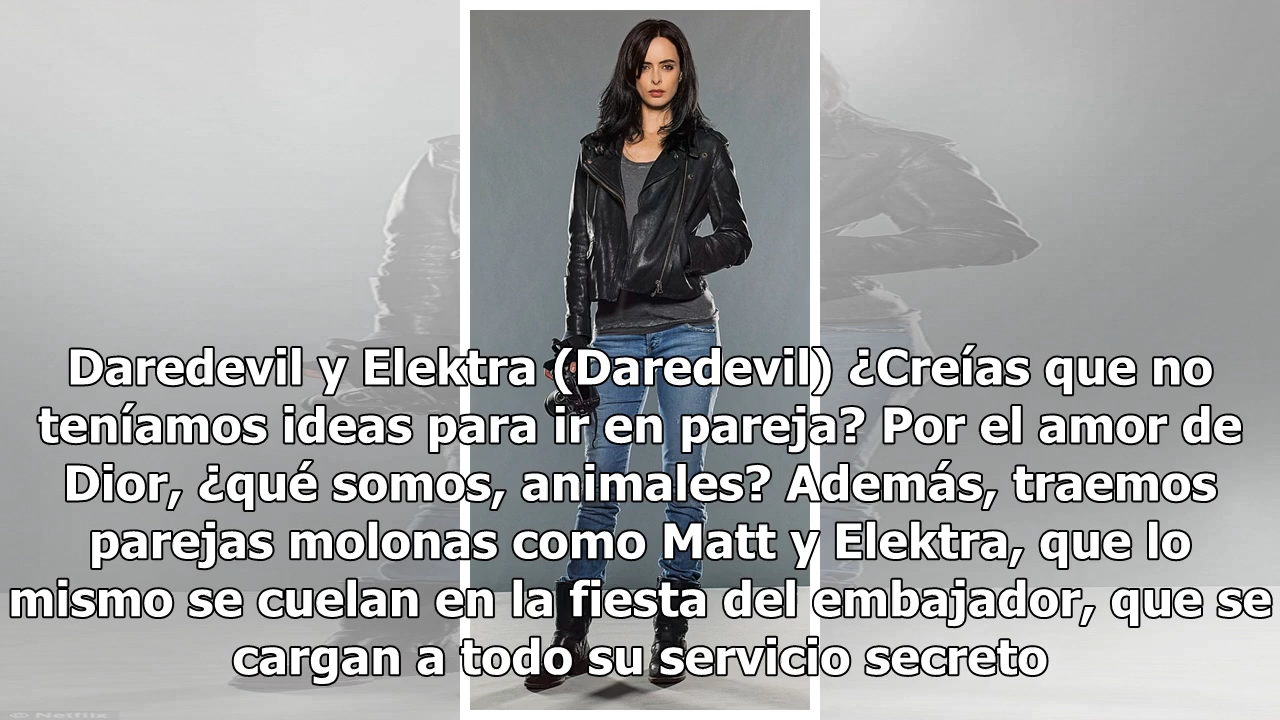 Daredevil y Elektra (Daredevil) ¿Creías que no
teníamos ideas para ir en pareja? Por el amor de
Dior, ¿qué somos, animales? Además, traemos
parejas molonas como Matt y Elektra, que lo
mismo se cuelan en la fiesta del embajador, que se
cargan a todo su servicio secreto
© Netflix